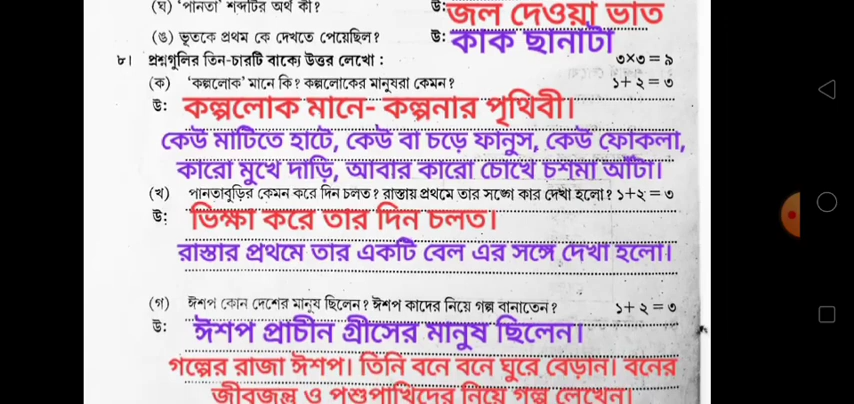 (ঘ) 'পানতা' শব্দটির অর্থ কী? উ: জল দেওয়া ভাত
(ঙ) ভূতকে প্রথম কে দেখতে পেয়েছিল? উ: কাক ছানাটা
৮। প্রশ্নগুলির তিন-চারটি বাক্যে উত্তর লেখো : ৩×৩ = ৯
(ক) 'কল্পলোক' মানে কি? কল্পলোকের মানুষরা কেমন? ১+২ = ৩
উ: কল্পলোক মানে- কল্পনার পৃথিবী।
কেউ মাটিতে হাটে, কেউ বা চড়ে ফানুস, কেউ ফোকলা,
কারো মুখে দাড়ি, আবার কারো চোখে চশমা আঁটা।
(খ) পানতাবুড়ির কেমন করে দিন চলত? রাস্তায় প্রথমে তার সঙ্গে কার দেখা হলো? ১+২ = ৩
উ: ভিক্ষা করে তার দিন চলত।
রাস্তার প্রথমে তার একটি বেল এর সঙ্গে দেখা হলো।
(গ) ঈশপ কোন দেশের মানুষ ছিলেন? ঈশপ কাদের নিয়ে গল্প বানাতেন? ১+২ = ৩
উ: ঈশপ প্রাচীন গ্রীসের মানুষ ছিলেন।
গল্পের রাজা ঈশপ। তিনি বনে বনে ঘুরে বেড়ান। বনের
জীবজন্তু ও পশুপাখিদের নিয়ে গল্প লেখেন।